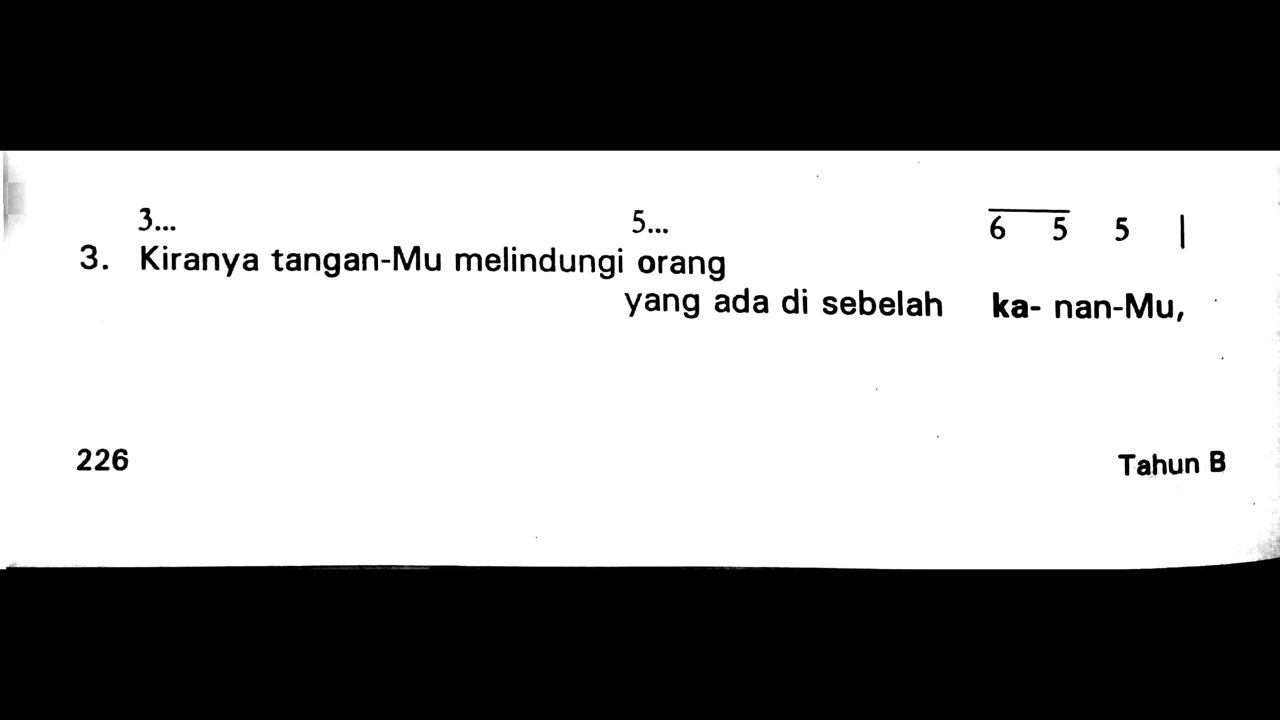 3... 5... 6 5 5 |
3. Kiranya tangan-Mu melindungi orang
yang ada di sebelah ka- nan-Mu,
226 Tahun B